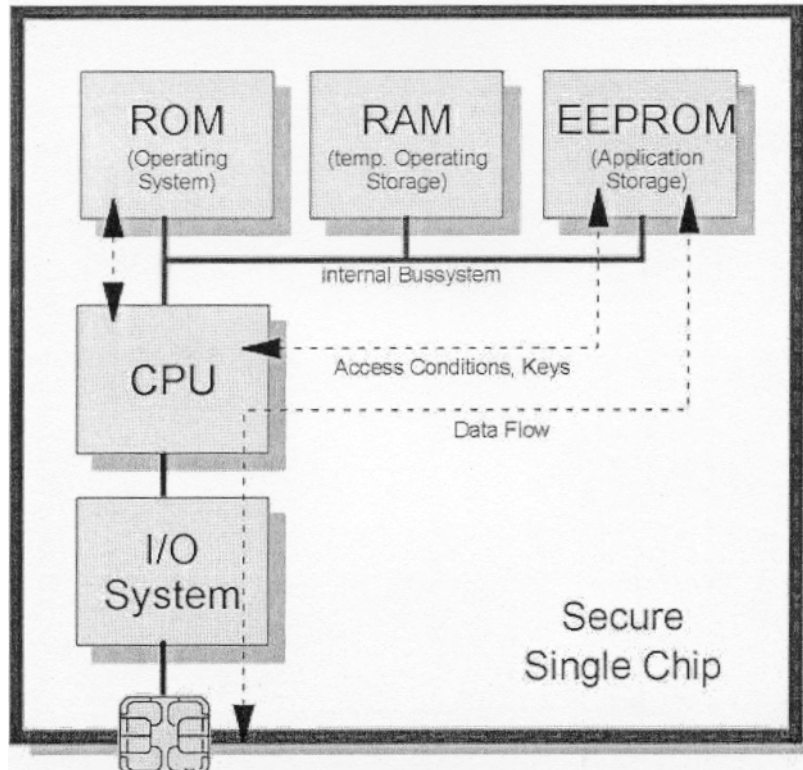 ROM
(Operating
System)
RAM
(temp. Operating
Storage)
EEPROM
(Application
Storage)
internal Bussystem
CPU
Access Conditions, Keys
Data Flow
I/O
System
Secure
Single Chip